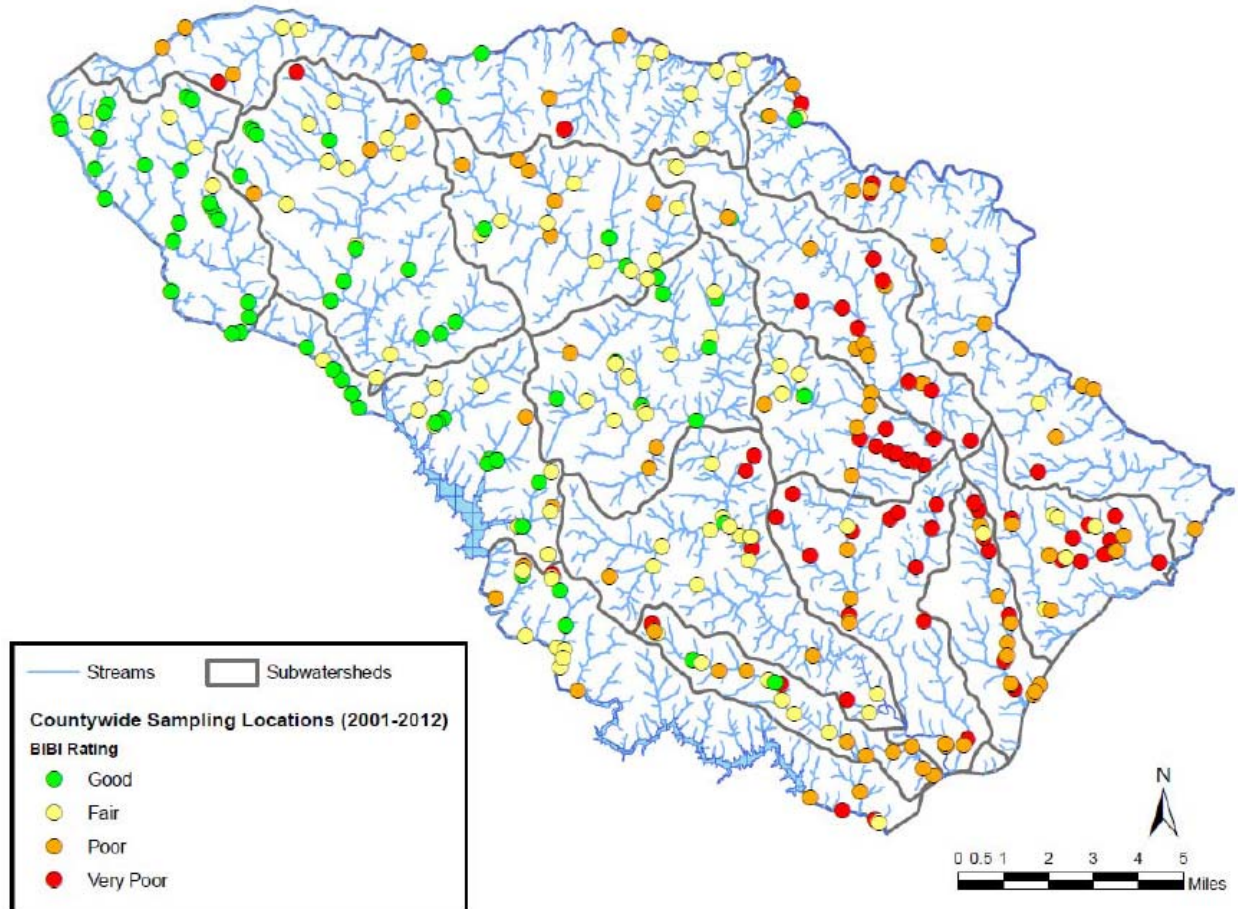 Streams Subwatersheds
Countywide Sampling Locations (2001-2012)
BIBI Rating
Good
Fair
Poor
Very Poor
N
0 0.5 1 2 3 4 5
Miles